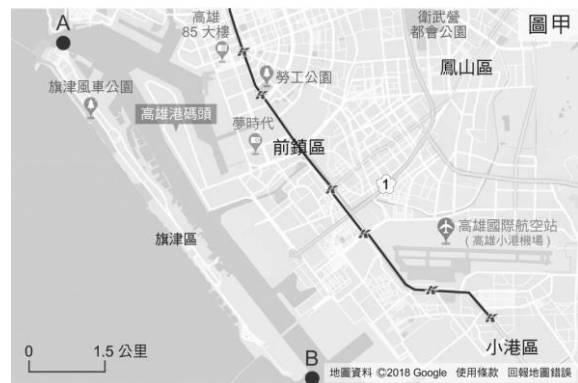 圖甲
A
高雄
85 大樓
衛武營
都會公園
鳳山區
勞工公園
旗津風車公園
高雄港碼頭
夢時代
前鎮區
1
高雄國際航空站
( 高雄小港機場 )
旗津區
小港區
0 1.5 公里
B
地圖資料 ©2018 Google 使用條款 回報地圖錯誤